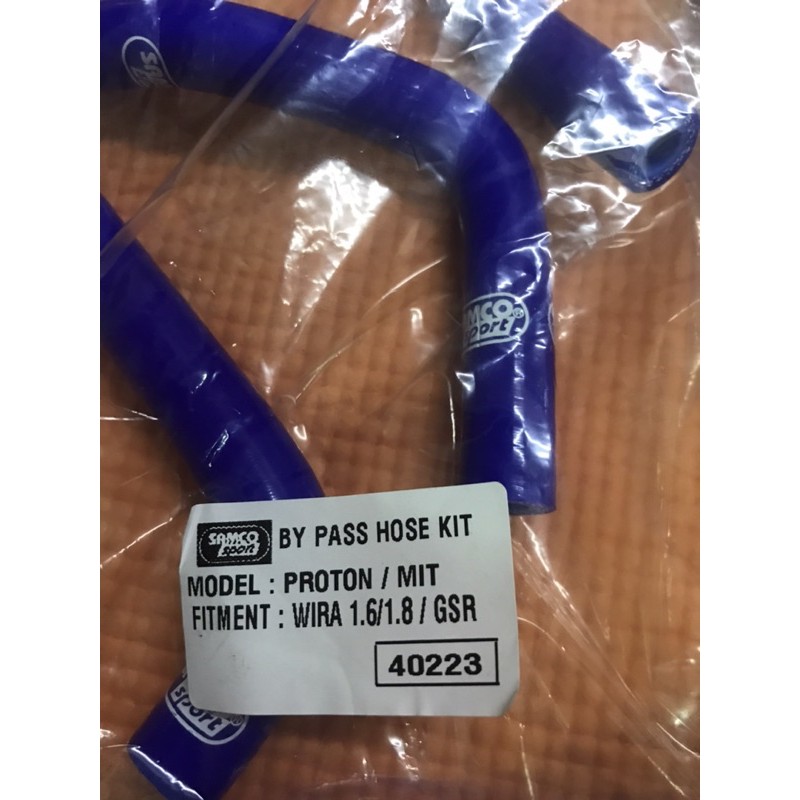 SAMCO
sport®
SAMCO sport BY PASS HOSE KIT
MODEL : PROTON / MIT
FITMENT : WIRA 1.6/1.8 / GSR
40223
sport®